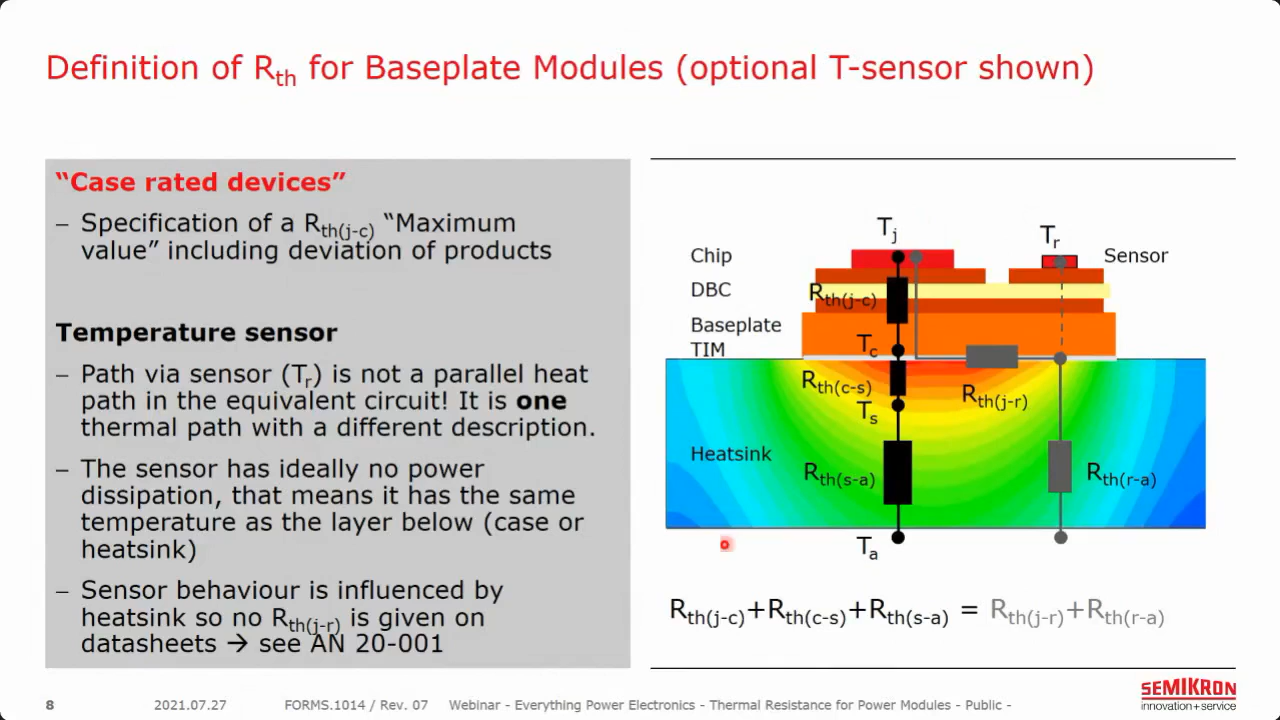 Definition of Rth for Baseplate Modules (optional T-sensor shown)
“Case rated devices”
– Specification of a Rth(j-c) “Maximum
value” including deviation of products
Temperature sensor
– Path via sensor (Tr) is not a parallel heat
path in the equivalent circuit! It is one
thermal path with a different description.
– The sensor has ideally no power
dissipation, that means it has the same
temperature as the layer below (case or
heatsink)
– Sensor behaviour is influenced by
heatsink so no Rth(j-r) is given on
datasheets → see AN 20-001
Tj
Tr
Chip
Sensor
DBC
Rth(j-c)
Baseplate
TIM
Tc
Rth(c-s)
Rth(j-r)
Ts
Heatsink
Rth(s-a)
Rth(r-a)
Ta
Rth(j-c)+Rth(c-s)+Rth(s-a) = Rth(j-r)+Rth(r-a)
8 2021.07.27 FORMS.1014 / Rev. 07 Webinar - Everything Power Electronics - Thermal Resistance for Power Modules - Public -
SEMIKRON
innovation+service